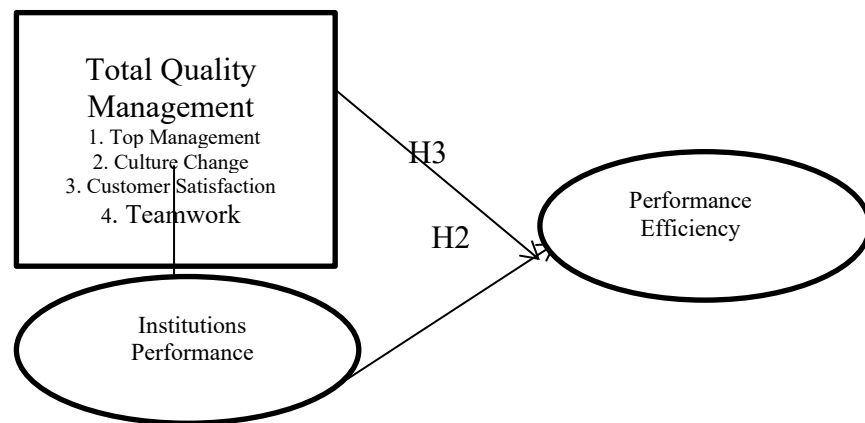 Total Quality
Management
1. Top Management
2. Culture Change
3. Customer Satisfaction
4. Teamwork
H3
H2
Performance
Efficiency
Institutions
Performance